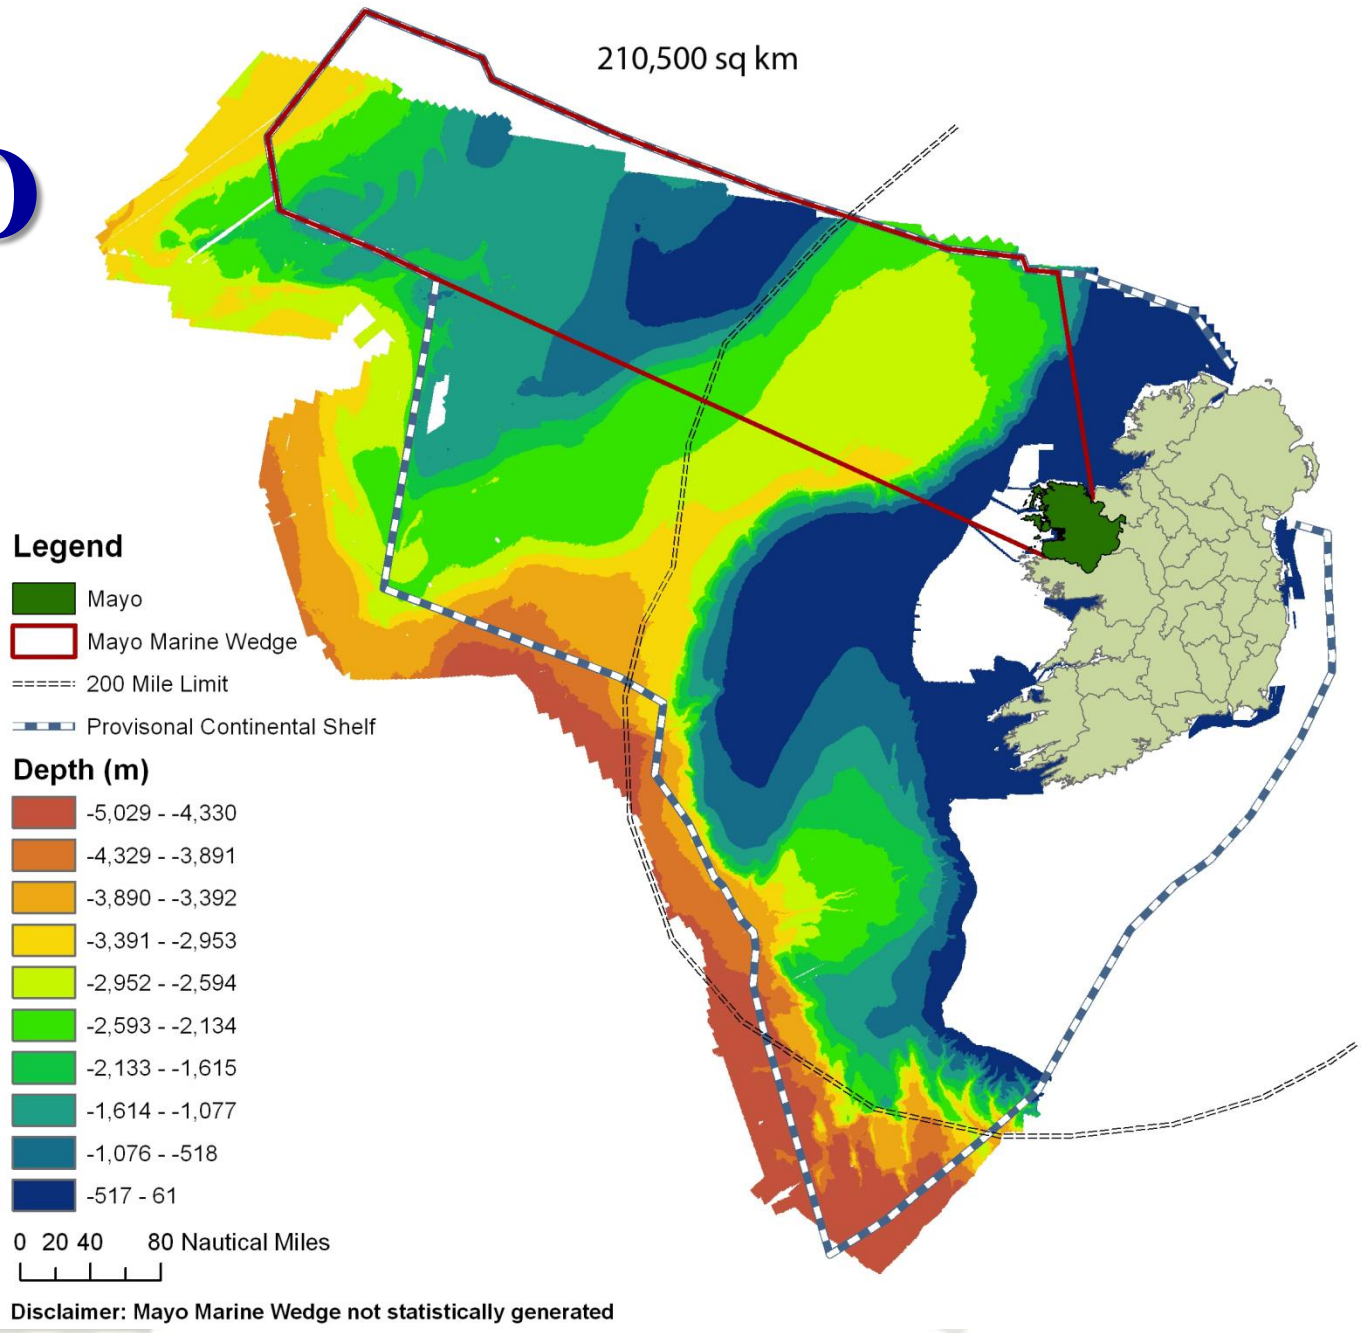 210,500 sq km
Legend
Mayo
Mayo Marine Wedge
200 Mile Limit
Provisonal Continental Shelf
Depth (m)
-5,029 - -4,330
-4,329 - -3,891
-3,890 - -3,392
-3,391 - -2,953
-2,952 - -2,594
-2,593 - -2,134
-2,133 - -1,615
-1,614 - -1,077
-1,076 - -518
-517 - 61
0 20 40 80 Nautical Miles
Disclaimer: Mayo Marine Wedge not statistically generated